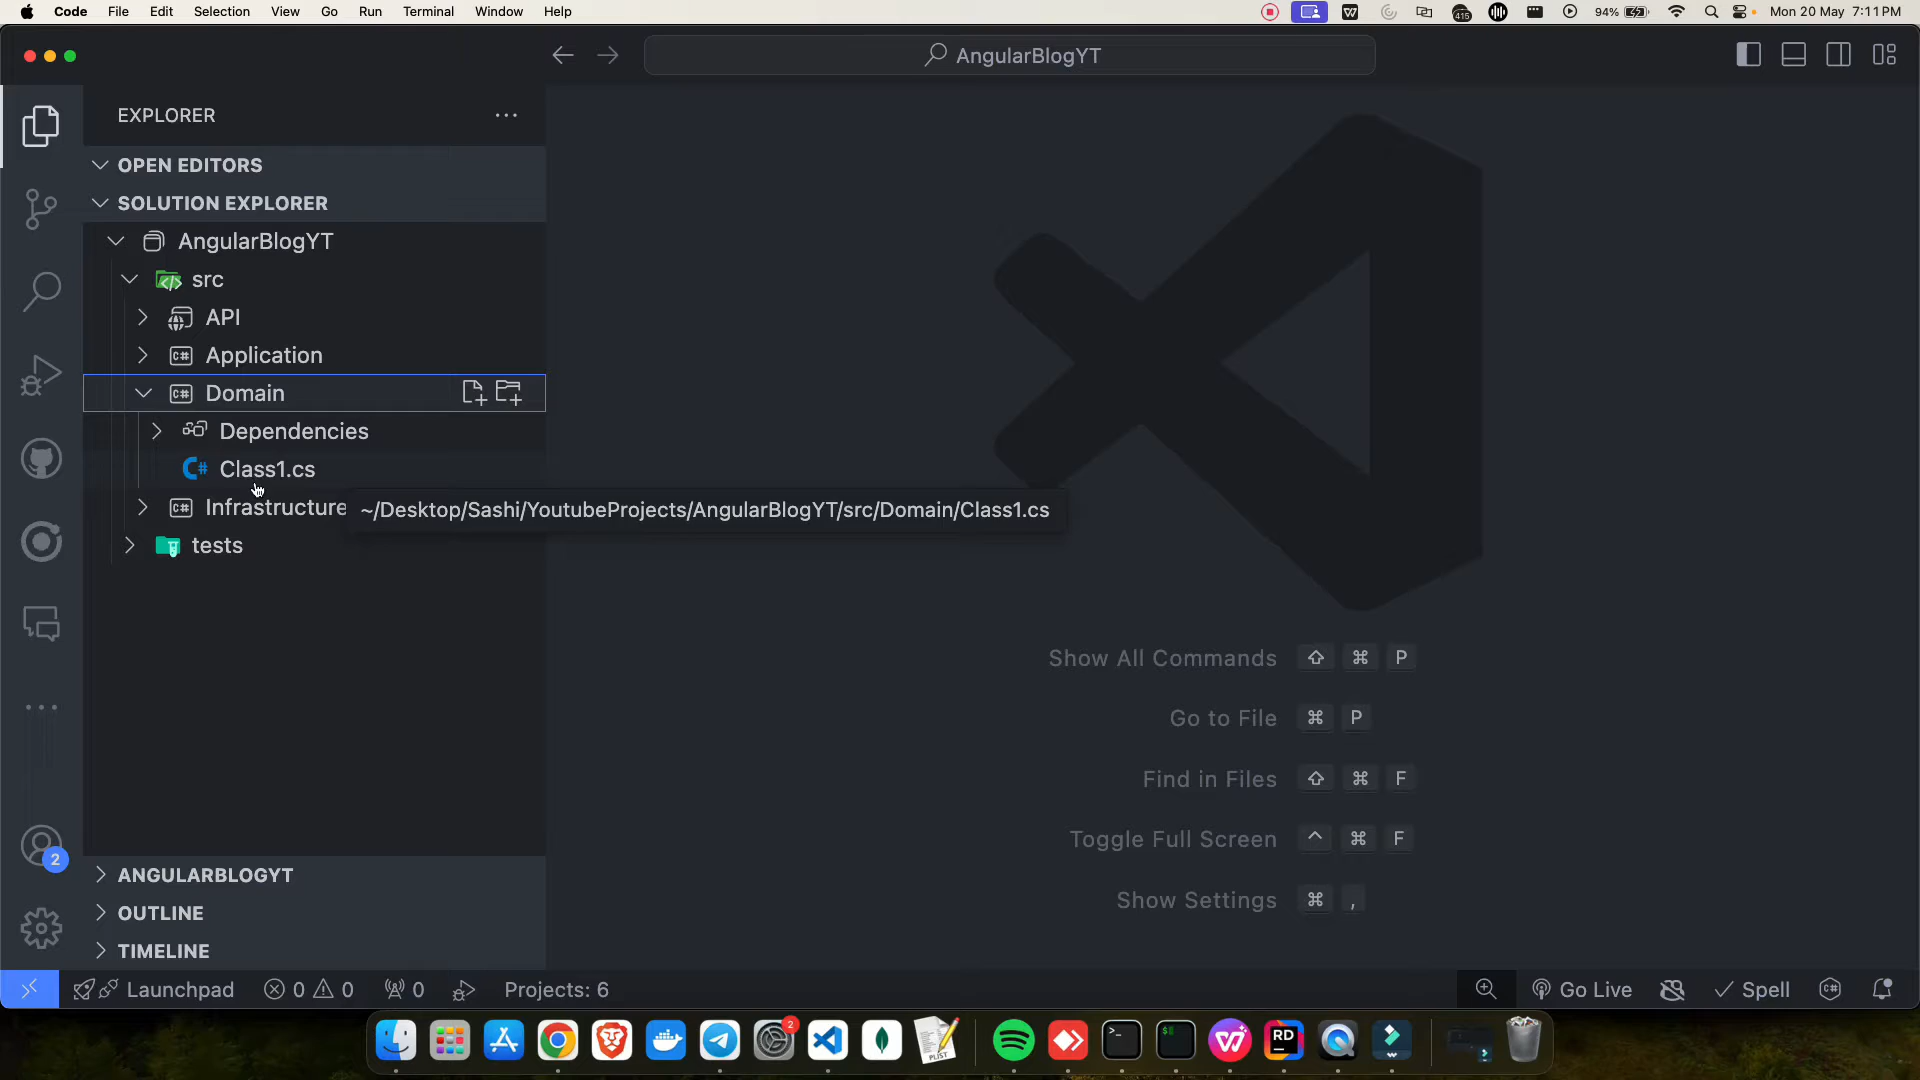 Code File Edit Selection View Go Run Terminal Window Help 415 94% Mon 20 May 7:11 PM
AngularBlogYT
EXPLORER
OPEN EDITORS
SOLUTION EXPLORER
AngularBlogYT
src
API
Application
Domain
Dependencies
Class1.cs
Infrastructure
~/Desktop/Sashi/YoutubeProjects/AngularBlogYT/src/Domain/Class1.cs
tests
Show All Commands ⇧ ⌘ P
Go to File ⌘ P
Find in Files ⇧ ⌘ F
Toggle Full Screen ^ ⌘ F
Show Settings ⌘ ,
2
ANGULARBLOGYT
OUTLINE
TIMELINE
Launchpad 0 0 0 Projects: 6 Go Live Spell
2
PLIST
RD